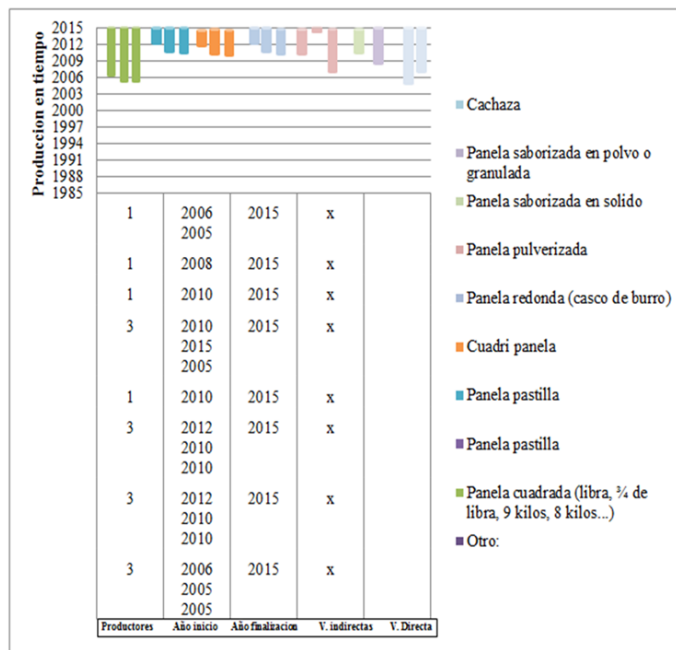 Produccion en tiempo
2015
2012
2009
2006
2003
2000
1997
1994
1991
1988
1985
1 2006 2015 x
2005
1 2008 2015 x
1 2010 2015 x
3 2010 2015 x
2015
2005
1 2010 2015 x
3 2012 2015 x
2010
2010
3 2012 2015 x
2010
2010
3 2006 2015 x
2005
2005
Productores Año inicio Año finalizacion V. indirectas V. Directa
Cachaza
Panela saborizada en polvo o
granulada
Panela saborizada en solido
Panela pulverizada
Panela redonda (casco de burro)
Cuadri panela
Panela pastilla
Panela pastilla
Panela cuadrada (libra, ¾ de
libra, 9 kilos, 8 kilos...)
Otro: